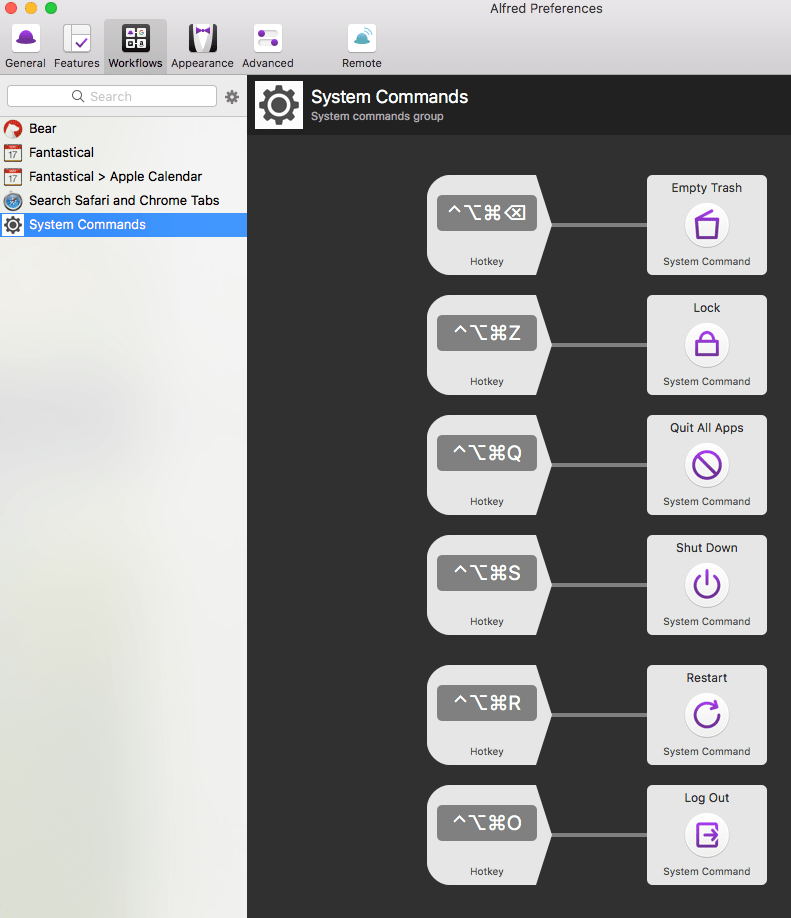 Alfred Preferences
General
Features
Workflows
Appearance
Advanced
Remote
Search
Bear
Fantastical
Fantastical > Apple Calendar
Search Safari and Chrome Tabs
System Commands
System Commands
System commands group
⌃⌥⌘⌫
Hotkey
Empty Trash
System Command
⌃⌥⌘Z
Hotkey
Lock
System Command
⌃⌥⌘Q
Hotkey
Quit All Apps
System Command
⌃⌥⌘S
Hotkey
Shut Down
System Command
⌃⌥⌘R
Hotkey
Restart
System Command
⌃⌥⌘O
Hotkey
Log Out
System Command